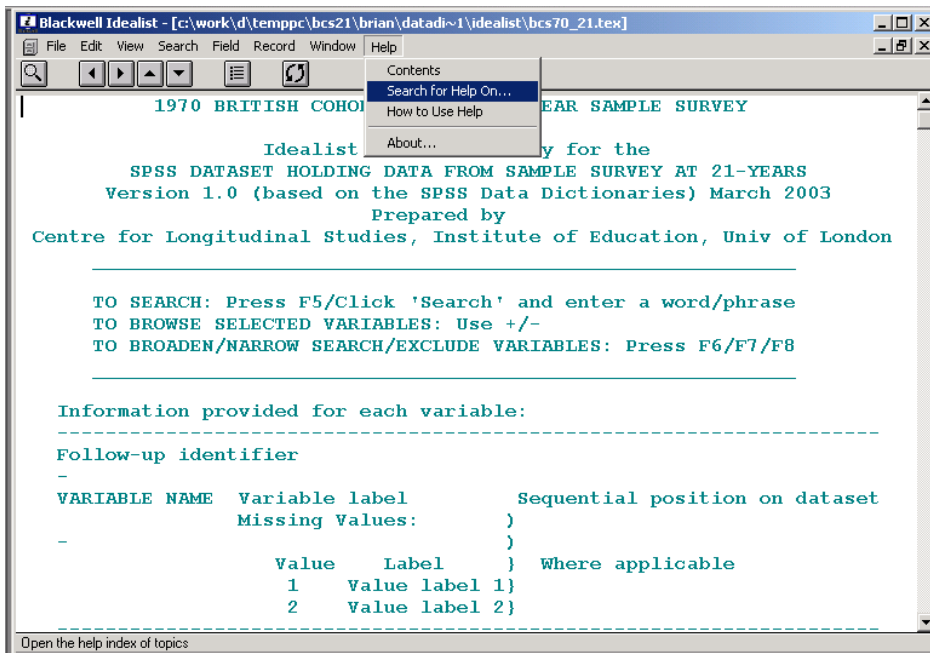 Blackwell Idealist - [c:\work\d\temppc\bcs21\brian\datadi~1\idealist\bcs70_21.tex]
File Edit View Search Field Record Window Help
Contents
Search for Help On...
How to Use Help
About...
1970 BRITISH COHO EAR SAMPLE SURVEY
Idealist y for the
SPSS DATASET HOLDING DATA FROM SAMPLE SURVEY AT 21-YEARS
Version 1.0 (based on the SPSS Data Dictionaries) March 2003
Prepared by
Centre for Longitudinal Studies, Institute of Education, Univ of London
TO SEARCH: Press F5/Click 'Search' and enter a word/phrase
TO BROWSE SELECTED VARIABLES: Use +/-
TO BROADEN/NARROW SEARCH/EXCLUDE VARIABLES: Press F6/F7/F8
Information provided for each variable:
Follow-up identifier
-
VARIABLE NAME Variable label Sequential position on dataset
Missing Values: )
- )
Value Label } Where applicable
1 Value label 1}
2 Value label 2}
Open the help index of topics